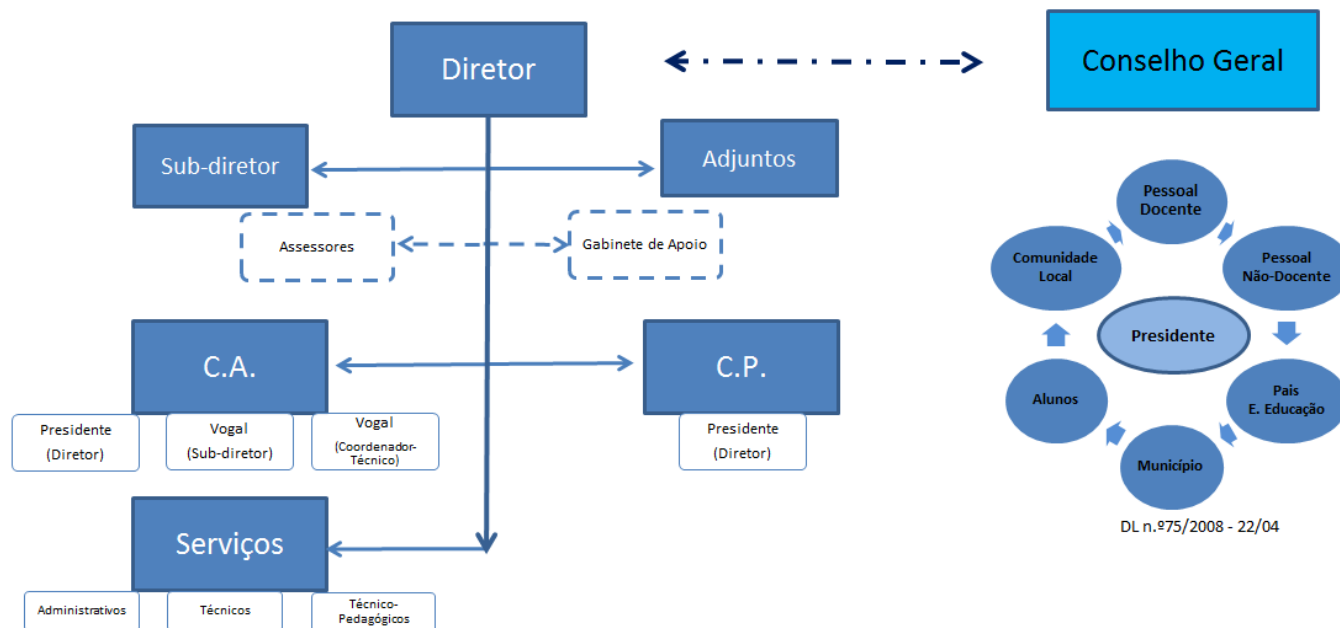 Diretor
Conselho Geral
Sub-diretor
Adjuntos
Assessores
Gabinete de Apoio
C.A.
C.P.
Presidente
(Diretor)
Vogal
(Sub-diretor)
Vogal
(Coordenador-
Técnico)
Presidente
(Diretor)
Serviços
Administrativos
Técnicos
Técnico-
Pedagógicos
Pessoal
Docente
Pessoal
Não-Docente
Pais
E. Educação
Município
Alunos
Comunidade
Local
Presidente
DL n.º75/2008 - 22/04